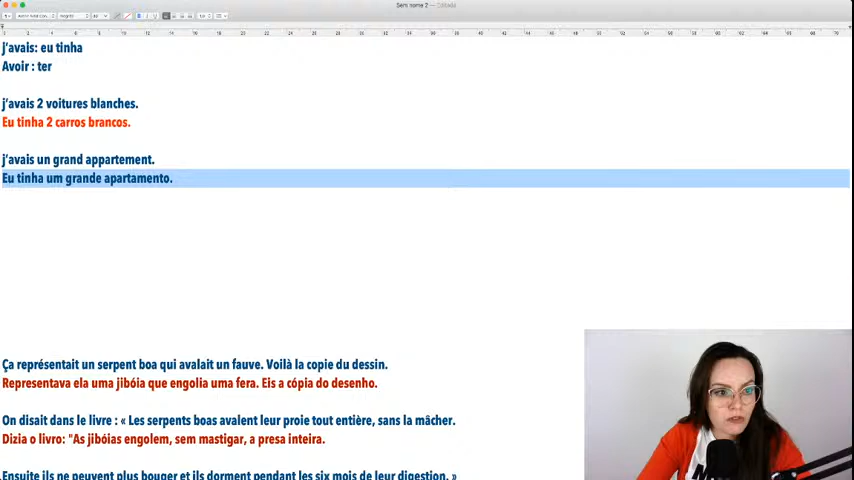 Sem nome 2 — Editada
j'avais: eu tinha
Avoir : ter
j'avais 2 voitures blanches.
Eu tinha 2 carros brancos.
j'avais un grand appartement.
Eu tinha um grande apartamento.
Ça représentait un serpent boa qui avalait un fauve. Voilà la copie du dessin.
Representava ela uma jibóia que engolia uma fera. Eis a cópia do desenho.
On disait dans le livre : « Les serpents boas avalent leur proie tout entière, sans la mâcher.
Dizia o livro: "As jibóias engolem, sem mastigar, a presa inteira.
Ensuite ils ne peuvent plus bouger et ils dorment pendant les six mois de leur digestion. »